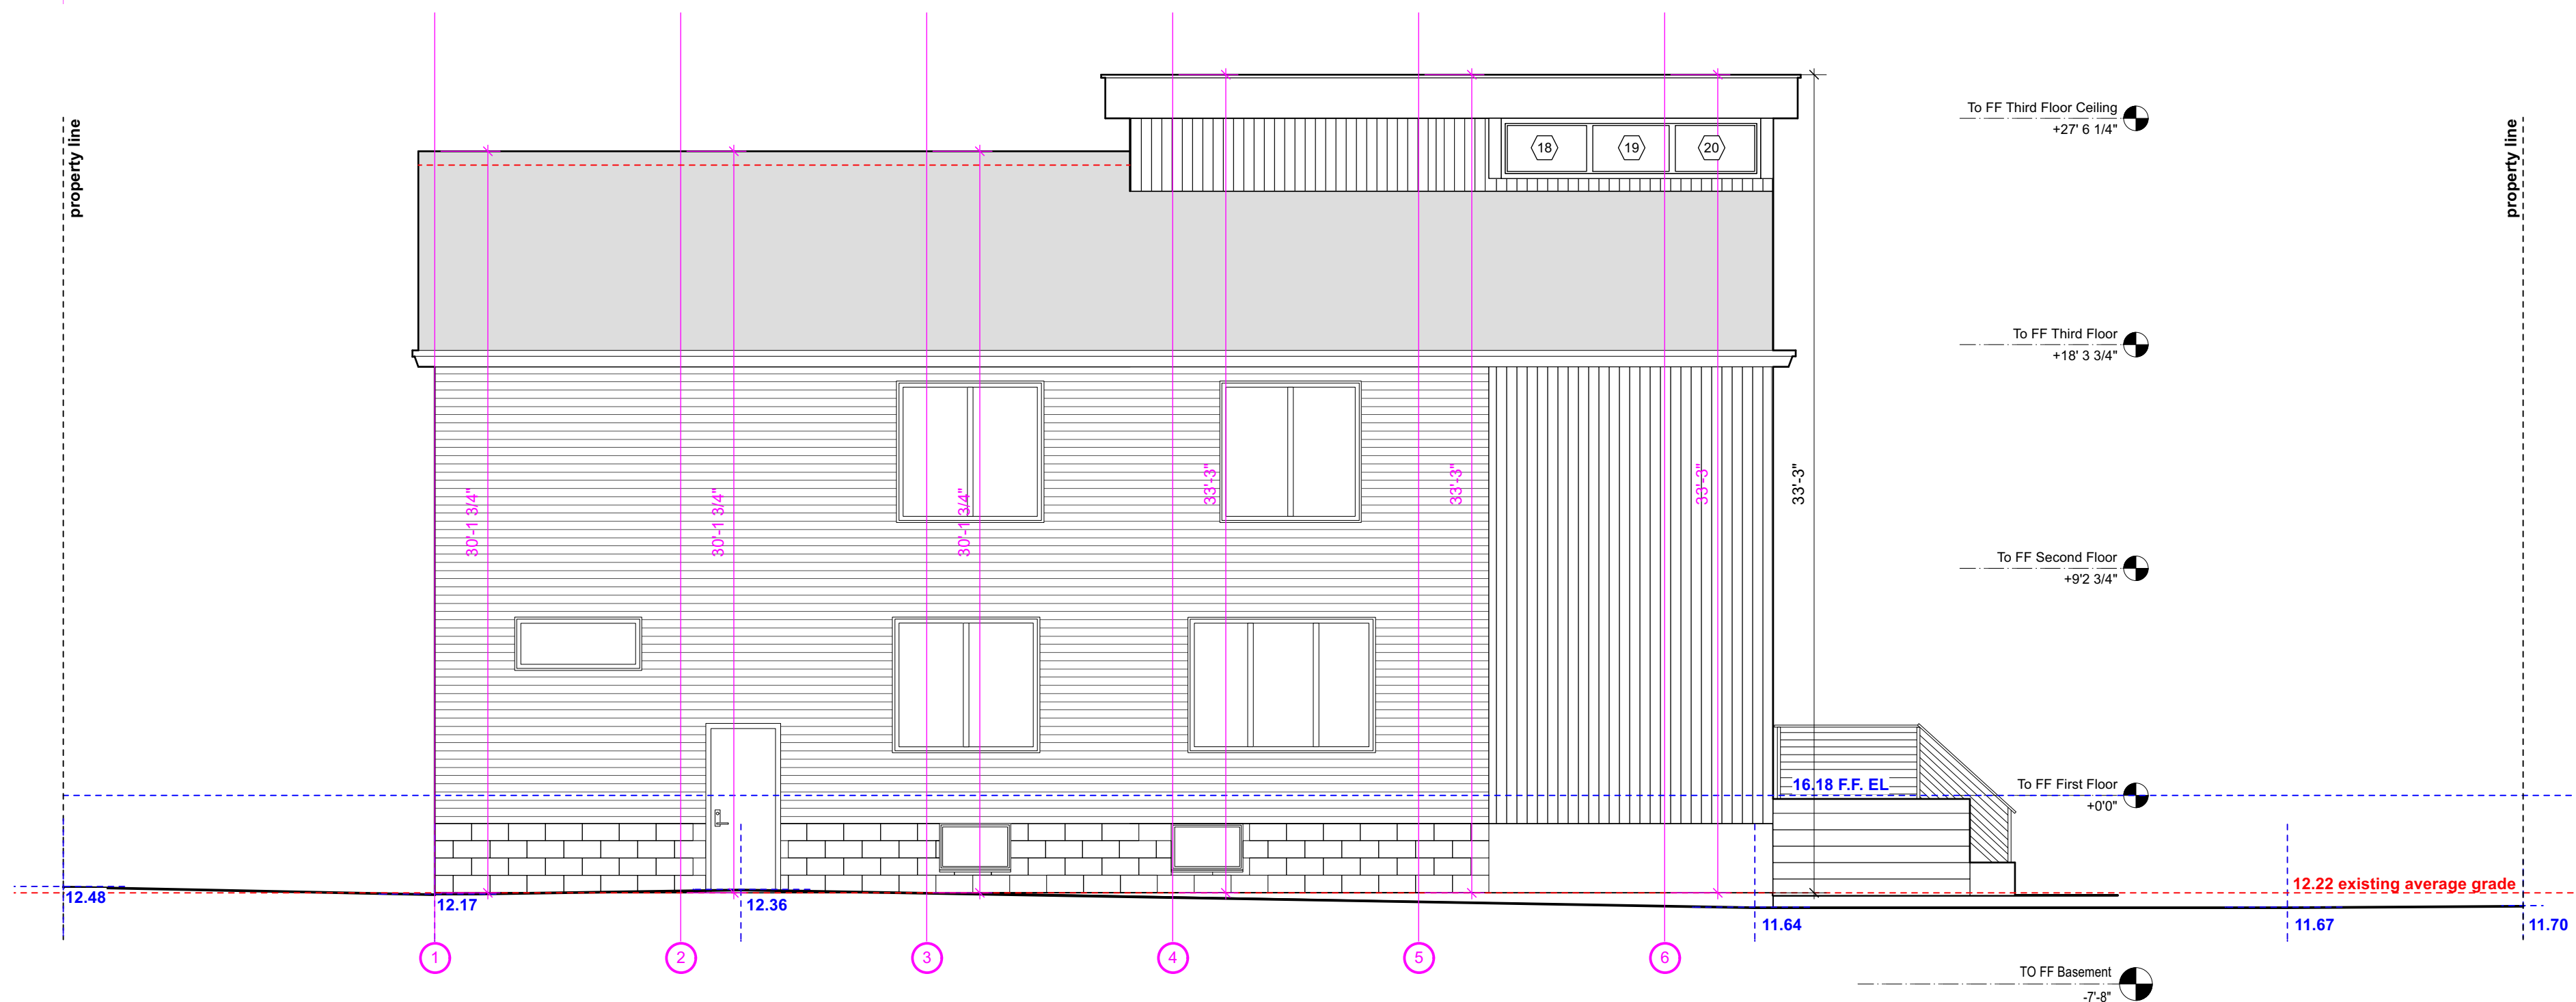 To FF Third Floor Ceiling
+27' 6 1/4"
property line
property line
18
19
20
To FF Third Floor
+18' 3 3/4"
30'-1 3/4"
30'-1 3/4"
30'-1 3/4"
33'-3"
33'-3"
33'-3"
33'-3"
To FF Second Floor
+9'2 3/4"
16.18 F.F. EL
To FF First Floor
+0'0"
12.22 existing average grade
12.48
12.17
12.36
11.64
11.67
11.70
1
2
3
4
5
6
TO FF Basement
-7'-8"